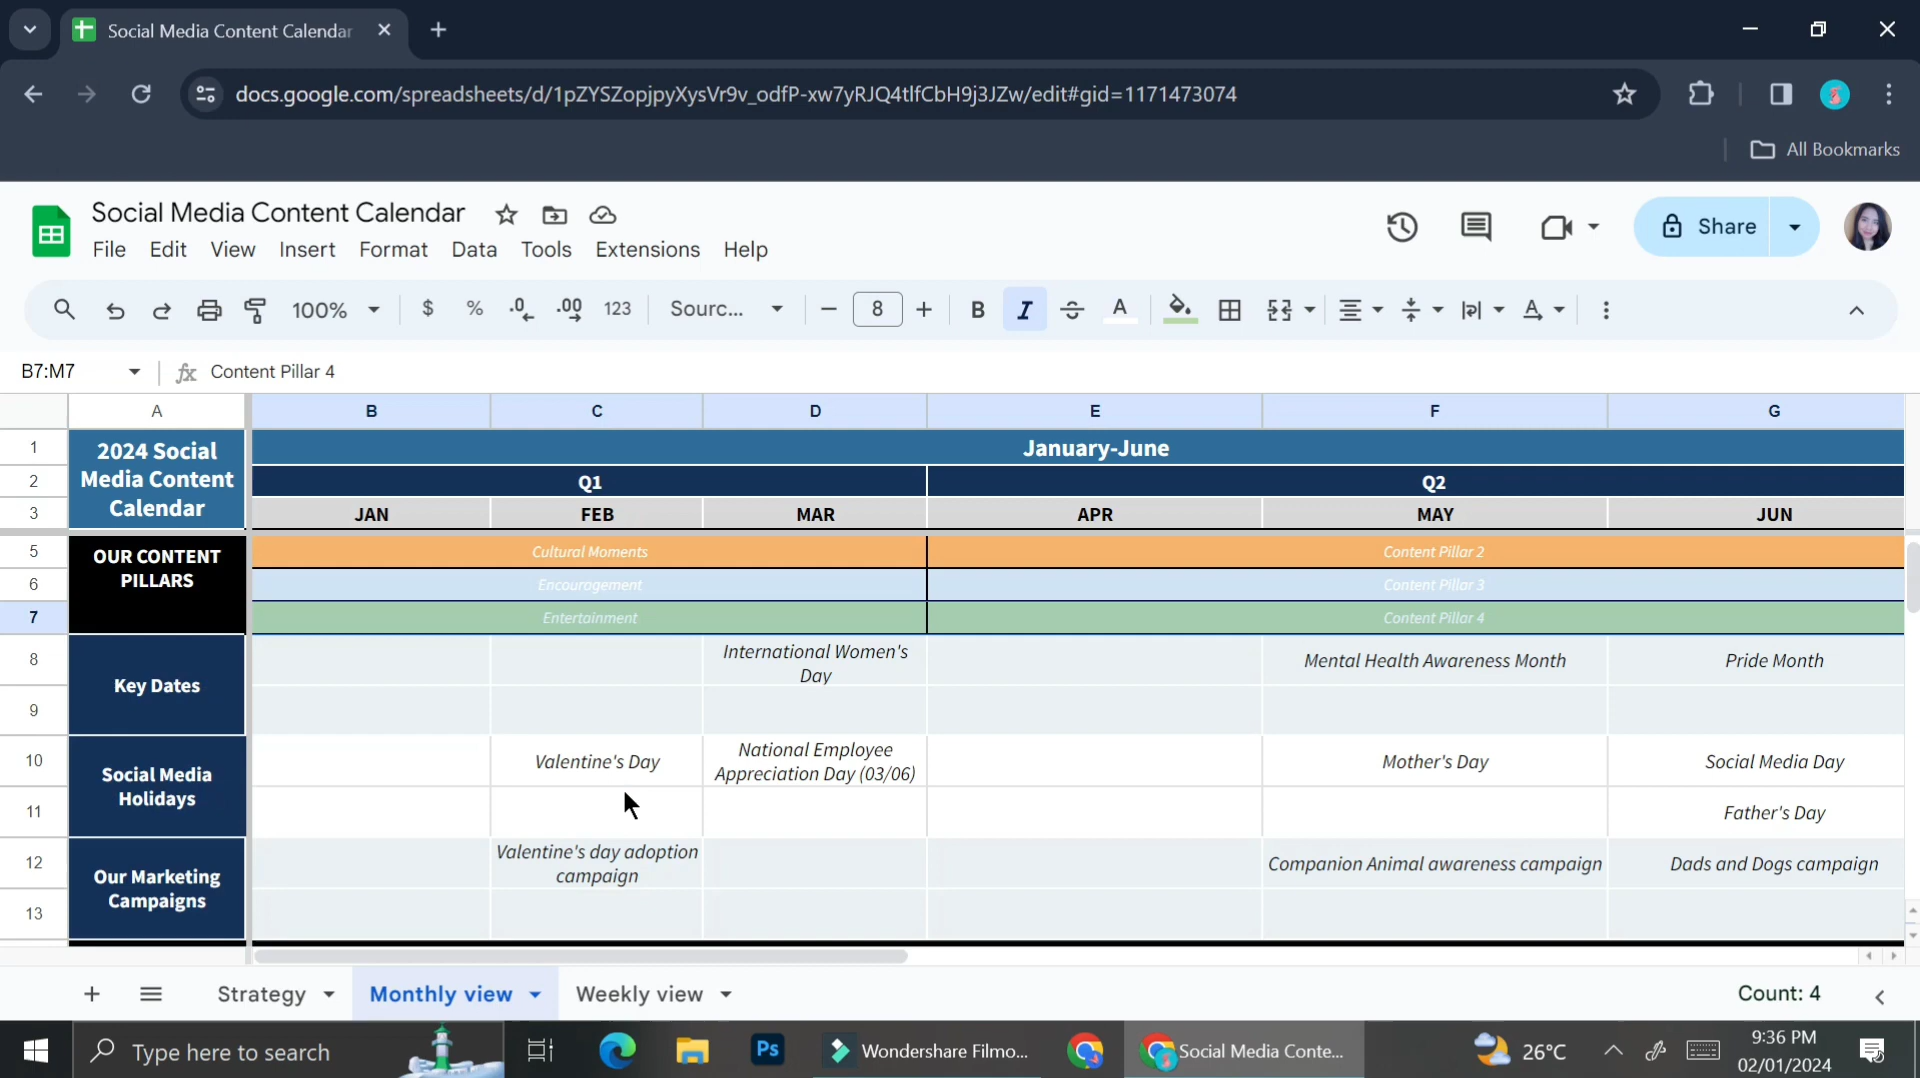 Social Media Content Calendar
docs.google.com/spreadsheets/d/1pZYSZopjpyXysVr9v_odfP-xw7yRJQ4tlfCbH9j3JZw/edit#gid=1171473074
All Bookmarks
Social Media Content Calendar
File Edit View Insert Format Data Tools Extensions Help
Share
100% $ % .0 .00 123 Sourc... 8 B I A
B7:M7 fx Content Pillar 4
A B C D E F G
1 January-June
2024 Social
Media Content
Calendar
2 Q1 Q2
3 JAN FEB MAR APR MAY JUN
OUR CONTENT
PILLARS
5 Cultural Moments Content Pillar 2
6 Encouragement Content Pillar 3
7 Entertainment Content Pillar 4
8 International Women's
Day Mental Health Awareness Month Pride Month
Key Dates
9
10 Valentine's Day National Employee
Appreciation Day (03/06) Mother's Day Social Media Day
Social Media
Holidays
11 Father's Day
12 Valentine's day adoption
campaign Companion Animal awareness campaign Dads and Dogs campaign
Our Marketing
Campaigns
13
Strategy Monthly view Weekly view Count: 4
Type here to search Ps Wondershare Filmo... Social Media Conte... 26°C 9:36 PM
02/01/2024